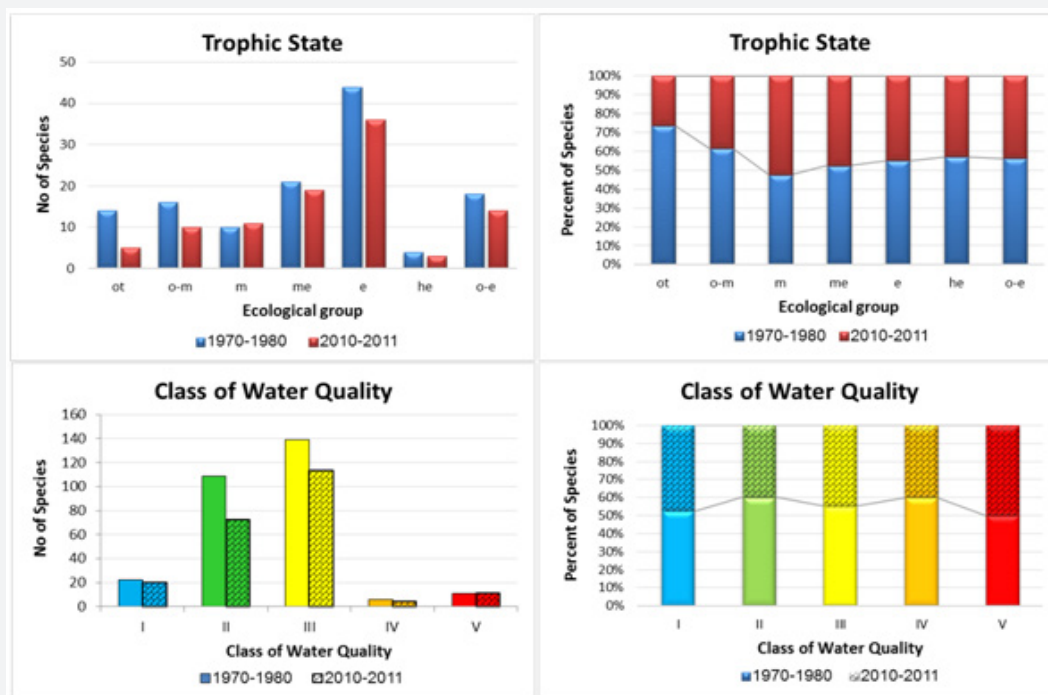 Trophic State
50
40
30
20
10
0
No of Species
ot o-m m me e he o-e
Ecological group
1970-1980 2010-2011
Trophic State
100%
90%
80%
70%
60%
50%
40%
30%
20%
10%
0%
Percent of Species
ot o-m m me e he o-e
Ecological group
1970-1980 2010-2011
Class of Water Quality
160
140
120
100
80
60
40
20
0
No of Species
I II III IV V
Class of Water Quality
1970-1980 2010-2011
Class of Water Quality
100%
90%
80%
70%
60%
50%
40%
30%
20%
10%
0%
Percent of Species
I II III IV V
Class of Water Quality
1970-1980 2010-2011